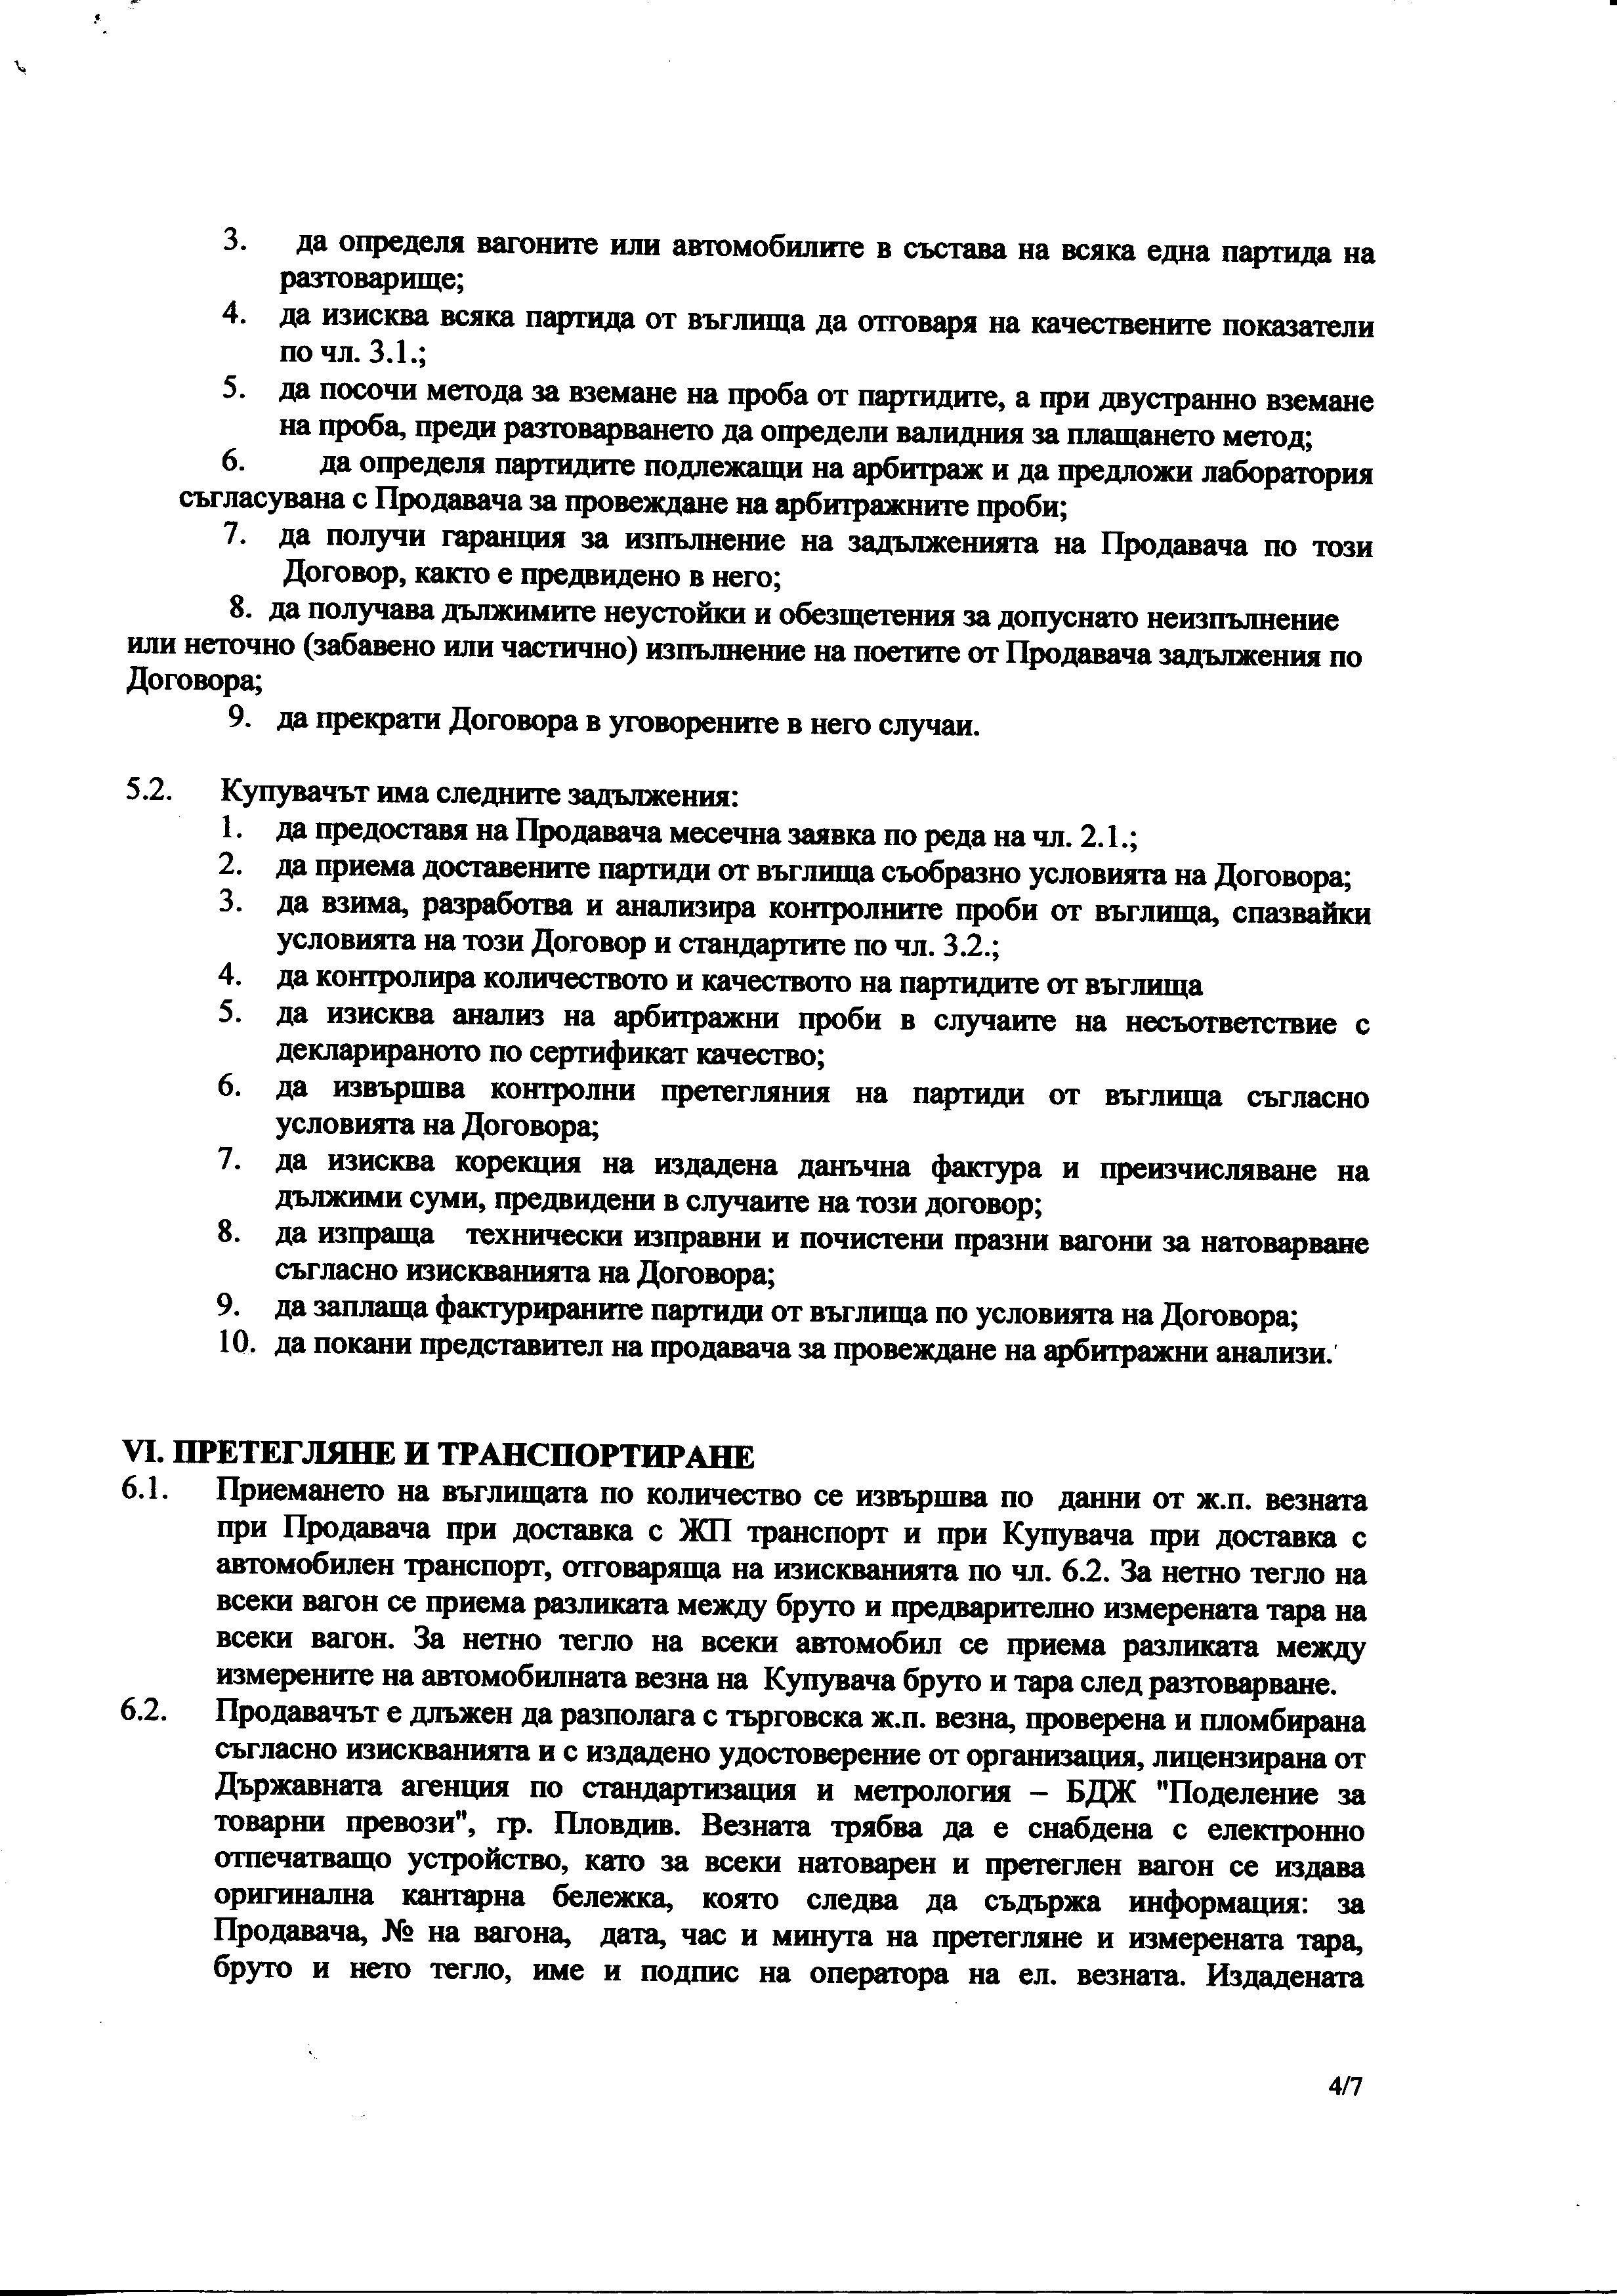 3. да определя вагоните или автомобилите в състава на всяка една партида на
разтоварище;
4. да изисква всяка партида от въглища да отговаря на качествените показатели
по чл. 3.1.;
5. да посочи метода за вземане на проба от партидите, а при двустранно вземане
на проба, преди разтоварването да определи валидния за плащането метод;
6. да определя партидите подлежащи на арбитраж и да предложи лаборатория
съгласувана с Продавача за провеждане на арбитражните проби;
7. да получи гаранция за изпълнение на задълженията на Продавача по този
Договор, както е предвидено в него;
8. да получава дължимите неустойки и обезщетения за допуснато неизпълнение
или неточно (забавено или частично) изпълнение на поетите от Продавача задължения по
Договора;
9. да прекрати Договора в уговорените в него случаи.
5.2. Купувачът има следните задължения:
1. да предоставя на Продавача месечна заявка по реда на чл. 2.1.;
2. да приема доставените партиди от въглища съобразно условията на Договора;
3. да взима, разработва и анализира контролните проби от въглища, спазвайки
условията на този Договор и стандартите по чл. 3.2.;
4. да контролира количеството и качеството на партидите от въглища
5. да изисква анализ на арбитражни проби в случаите на несъответствие с
декларираното по сертификат качество;
6. да извършва контролни претегляния на партиди от въглища съгласно
условията на Договора;
7. да изисква корекция на издадена данъчна фактура и преизчисляване на
дължими суми, предвидени в случаите на този договор;
8. да изпраща технически изправни и почистени празни вагони за натоварване
съгласно изискванията на Договора;
9. да заплаща фактурираните партиди от въглища по условията на Договора;
10. да покани представител на продавача за провеждане на арбитражни анализи.
VI. ПРЕТЕГЛЯНЕ И ТРАНСПОРТИРАНЕ
6.1. Приемането на въглищата по количество се извършва по данни от ж.п. везната
при Продавача при доставка с ЖП транспорт и при Купувача при доставка с
автомобилен транспорт, отговаряща на изискванията по чл. 6.2. За нетно тегло на
всеки вагон се приема разликата между бруто и предварително измерената тара на
всеки вагон. За нетно тегло на всеки автомобил се приема разликата между
измерените на автомобилната везна на Купувача бруто и тара след разтоварване.
6.2. Продавачът е длъжен да разполага с търговска ж.п. везна, проверена и пломбирана
съгласно изискванията и с издадено удостоверение от организация, лицензирана от
Държавната агенция по стандартизация и метрология – БДЖ "Поделение за
товарни превози", гр. Пловдив. Везната трябва да е снабдена с електронно
отпечатващо устройство, като за всеки натоварен и претеглен вагон се издава
оригинална кантарна бележка, която следва да съдържа информация: за
Продавача, № на вагона, дата, час и минута на претегляне и измерената тара,
бруто и нето тегло, име и подпис на оператора на ел. везната. Издадената
4/7